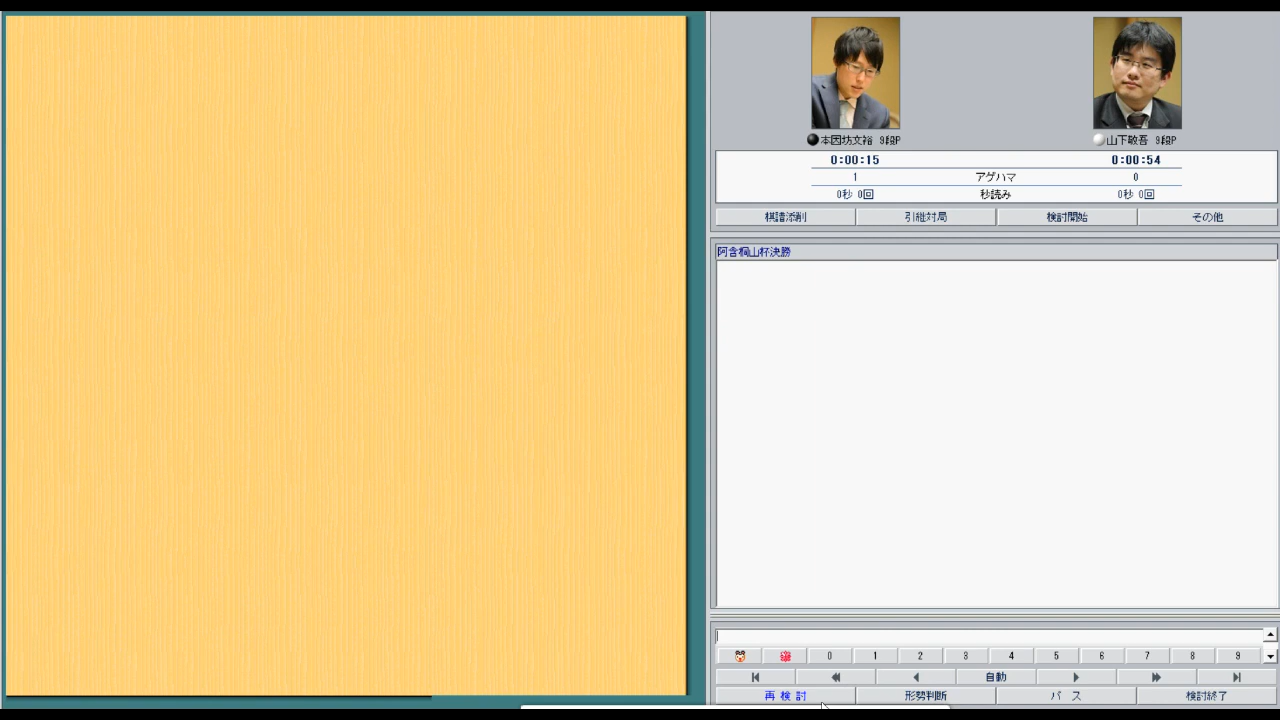 本因坊文裕 9段P
山下敬吾 9段P
0:00:15 0:00:54
1 アゲハマ 0
0秒 0回 秒読み 0秒 0回
棋譜添削 引継対局 検討開始 その他
阿含桐山杯決勝
0 1 2 3 4 5 6 7 8 9
自動
再検討 形勢判断 パス 検討終了